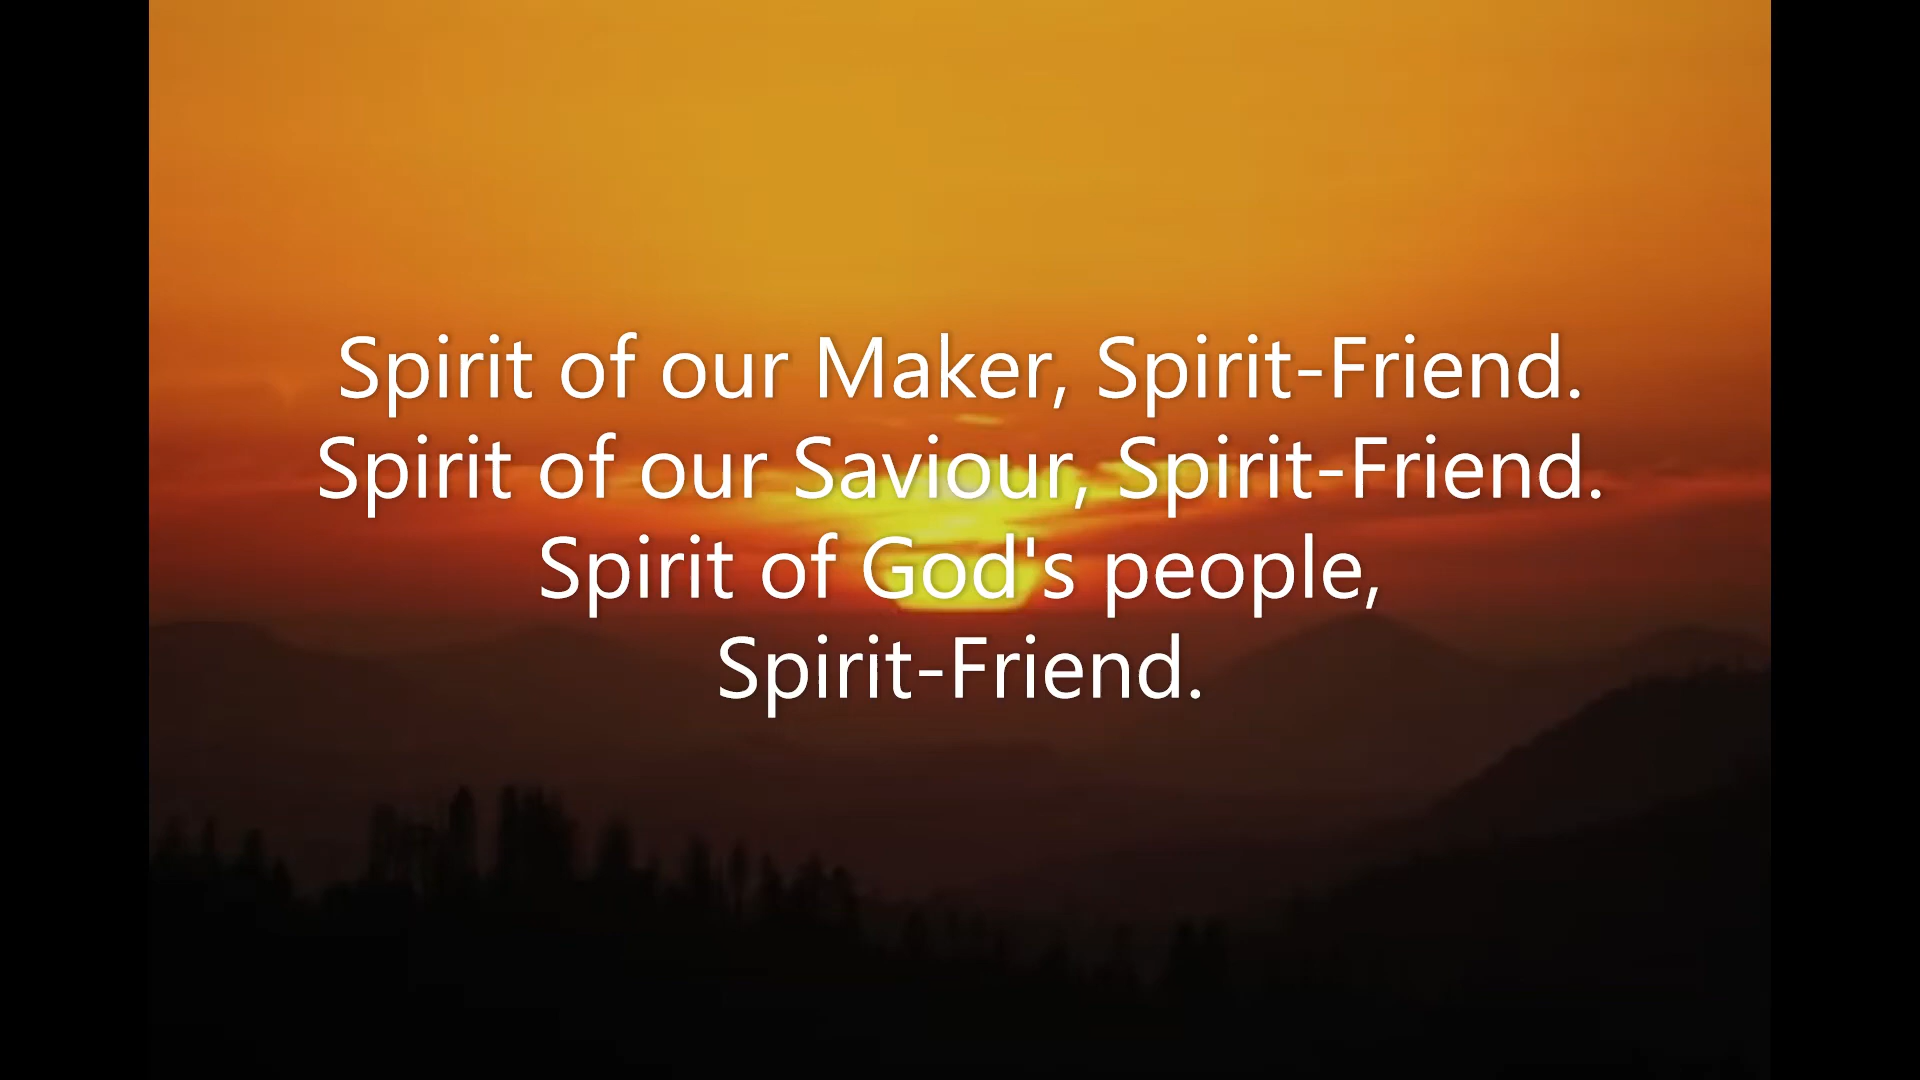 Spirit of our Maker, Spirit-Friend.
Spirit of our Saviour, Spirit-Friend.
Spirit of God's people,
Spirit-Friend.